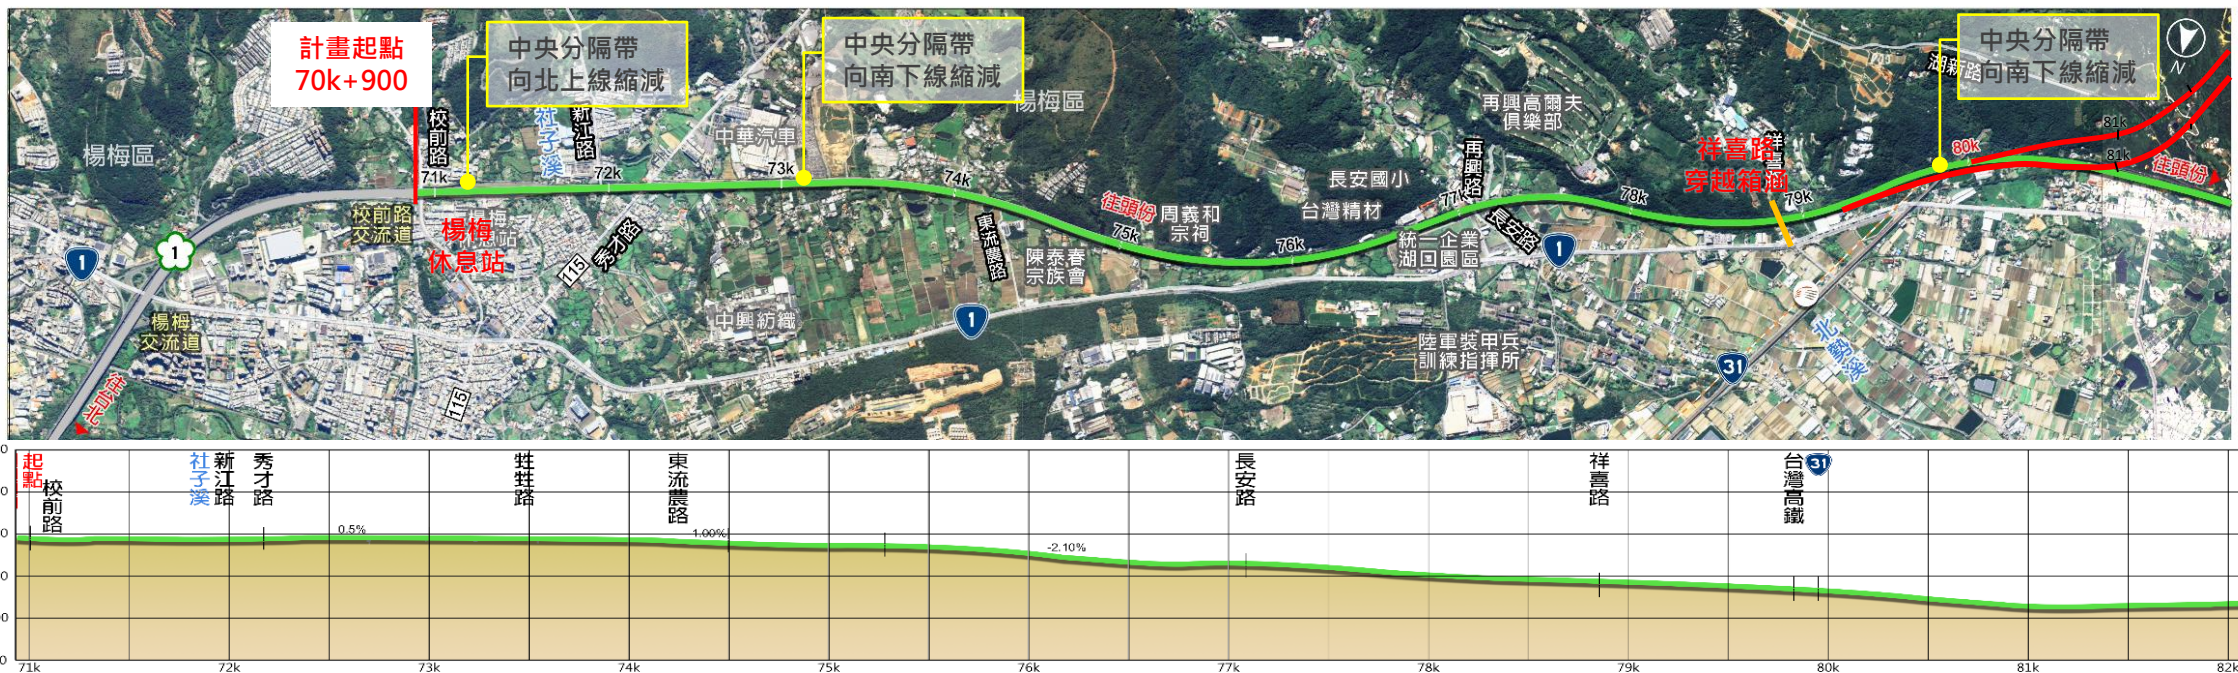 計畫起點
70k+900
中央分隔帶
向北上線縮減
中央分隔帶
向南下線縮減
中央分隔帶
向南下線縮減
湖新路
N
楊梅區
楊梅區
校前路
社子溪
新江路
中華汽車
再興高爾夫
俱樂部
再興路
祥喜路
穿越箱涵
71k
72k
73k
74k
75k
76k
77k
78k
79k
80k
81k
81k
往頭份
往頭份
長安國小
台灣精材
周義和
宗祠
校前路
交流道
楊梅
休息站
秀才路
115
東流農路
陳泰春
宗族會
統一企業
湖口園區
長安路
1
1
1
1
楊梅
交流道
中興紡織
陸軍裝甲兵
訓練指揮所
31
北勢溪
往台北
115
起點
校前路
社子溪
新江路
秀才路
甡甡路
東流農路
長安路
祥喜路
台灣高鐵
31
0.5%
1.00%
-2.10%
71k
72k
73k
74k
75k
76k
77k
78k
79k
80k
81k
82k